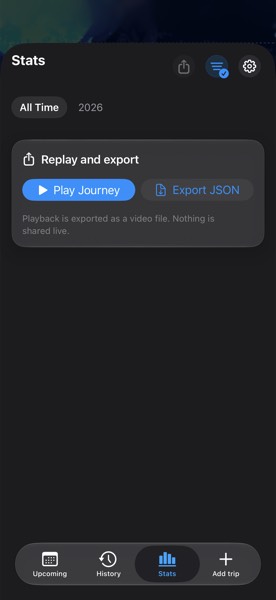 Stats
All Time 2026
Replay and export
Play Journey Export JSON
Playback is exported as a video file. Nothing is
shared live.
Upcoming History Stats Add trip